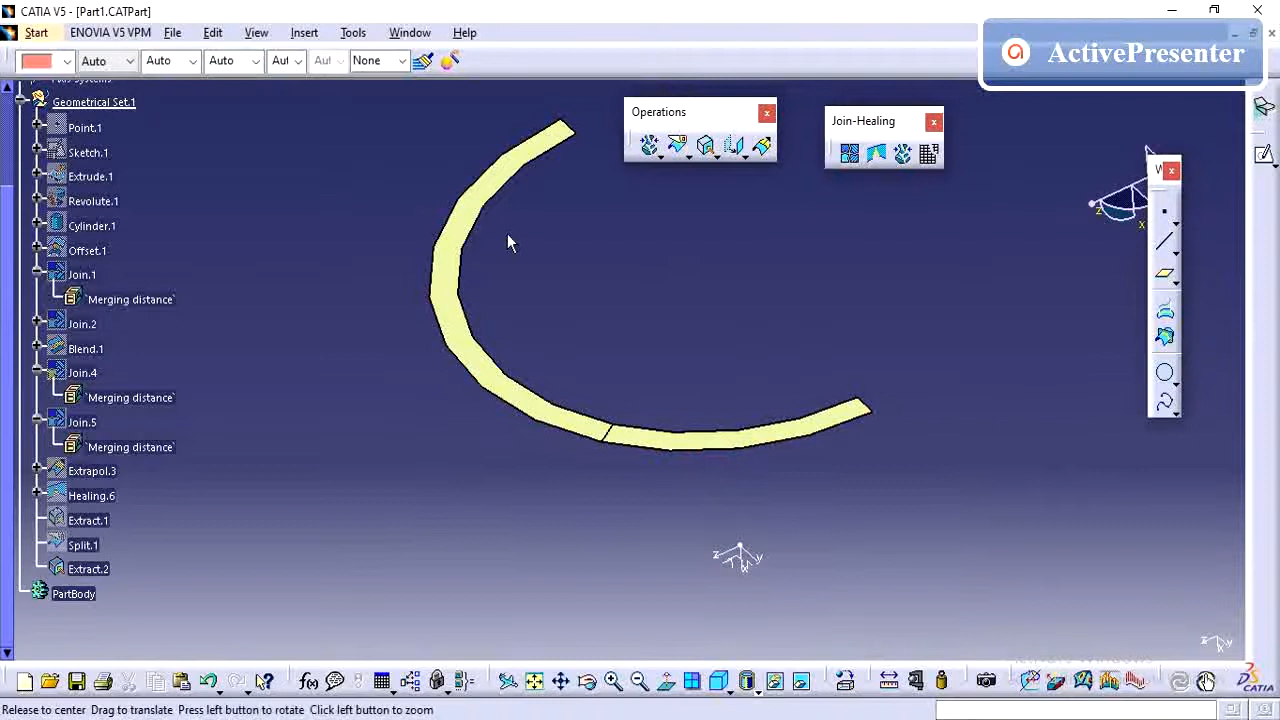 CATIA V5 - [Part1.CATPart]
Start ENOVIA V5 VPM File Edit View Insert Tools Window Help
ActivePresenter
Auto Auto Auto Aut Aut None
Geometrical Set.1
Operations
Join-Healing
Point.1
Sketch.1
Extrude.1
Revolute.1
Cylinder.1
Offset.1
Join.1
`Merging distance`
Join.2
Blend.1
Join.4
`Merging distance`
Join.5
`Merging distance`
Extrapol.3
Healing.6
Extract.1
Split.1
Extract.2
PartBody
z x
z y x
z y x
f(x)
CATIA
Release to center Drag to translate Press left button to rotate Click left button to zoom